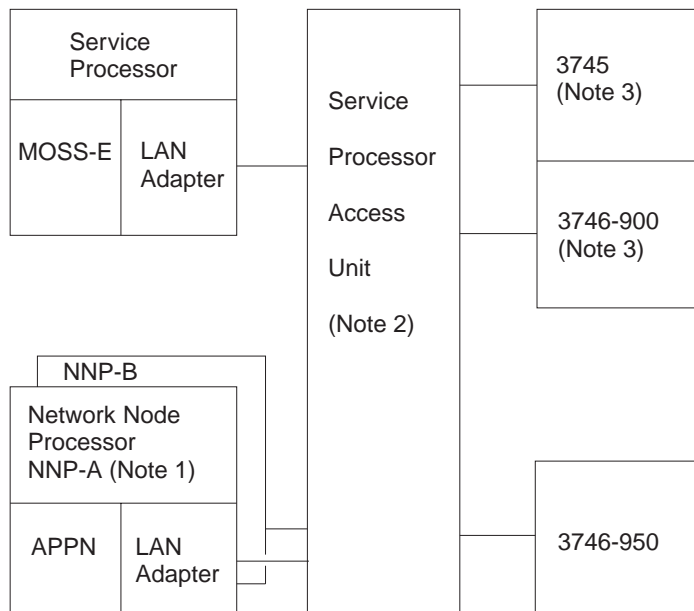 Service
Processor
MOSS-E
LAN
Adapter
NNP-B
Network Node
Processor
NNP-A (Note 1)
APPN
LAN
Adapter
Service
Processor
Access
Unit
(Note 2)
3745
(Note 3)
3746-900
(Note 3)
3746-950